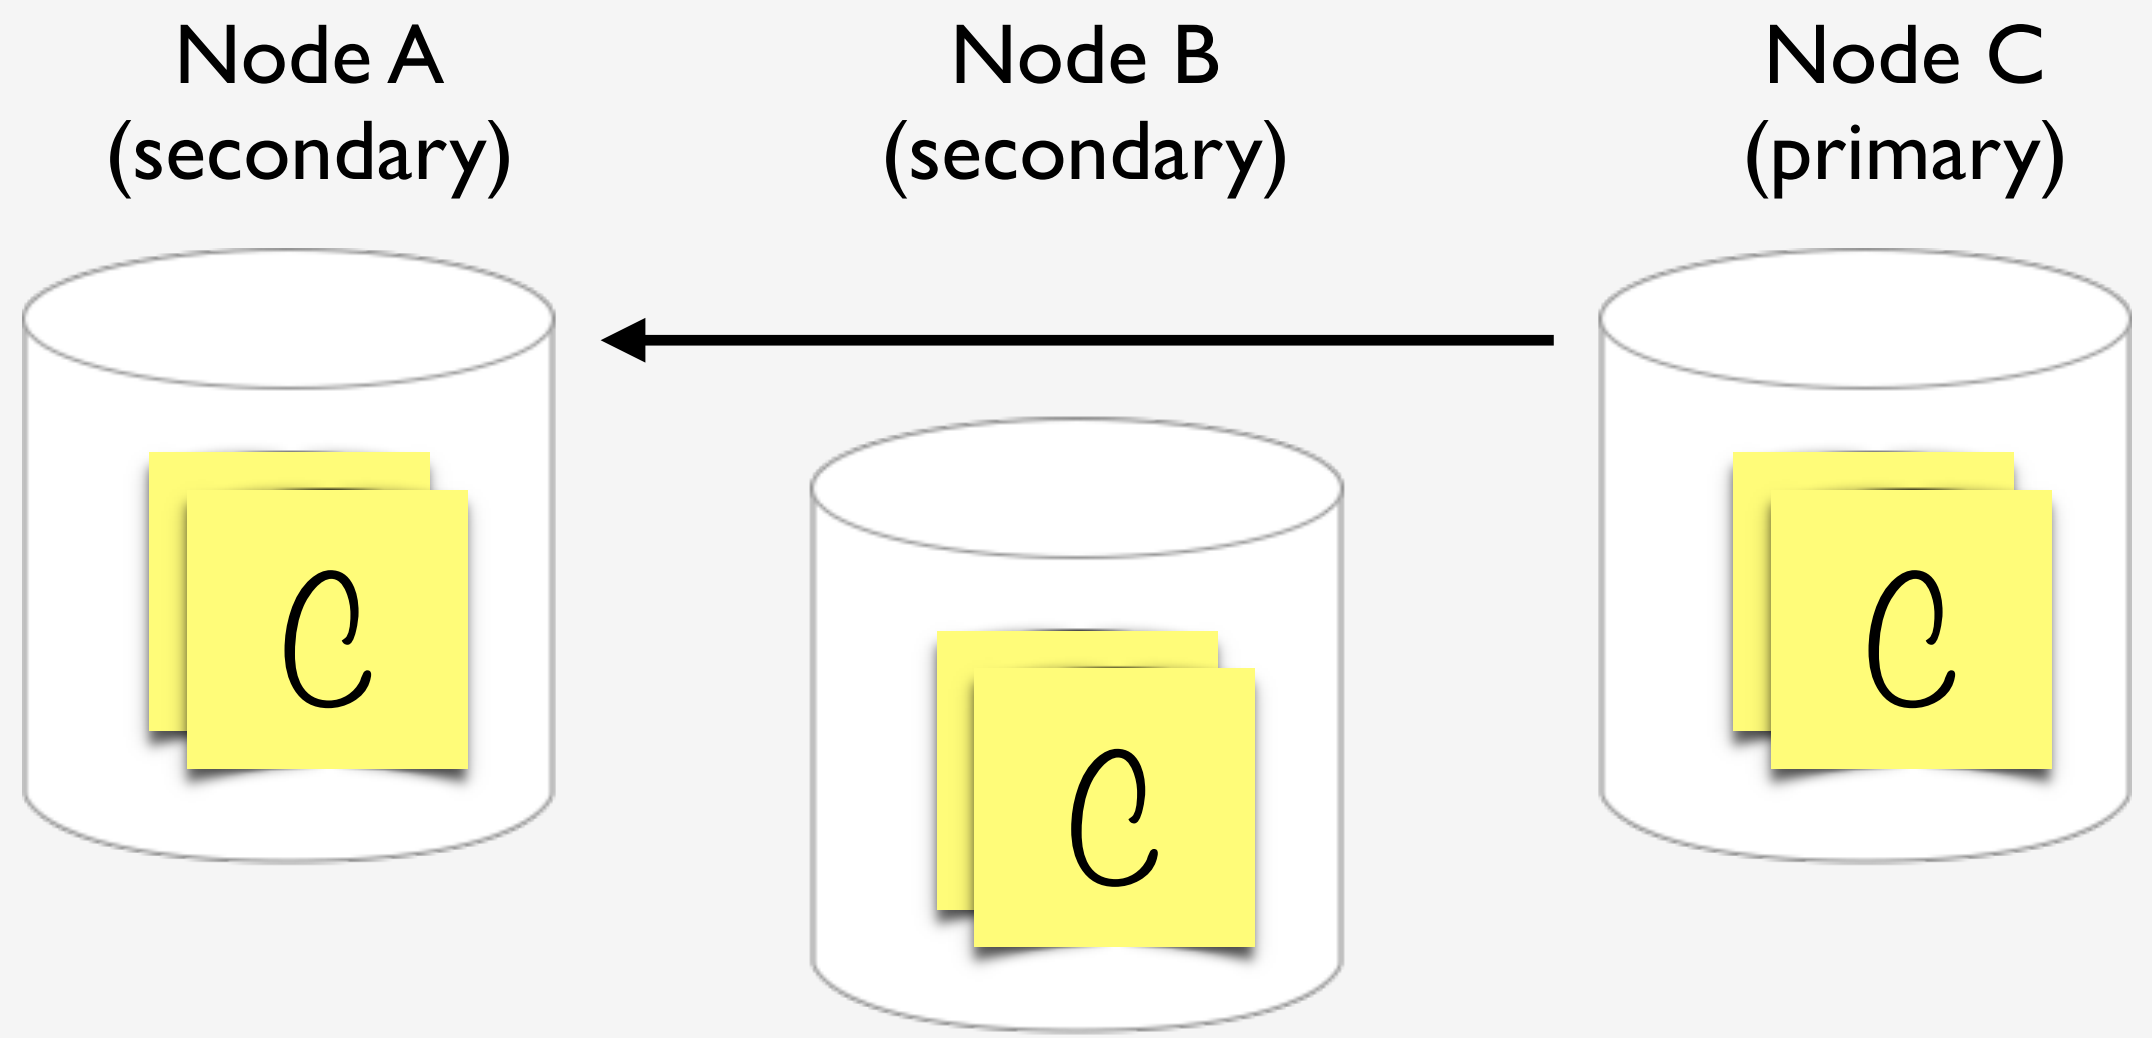 Node A
(secondary)
Node B
(secondary)
Node C
(primary)
C
C
C